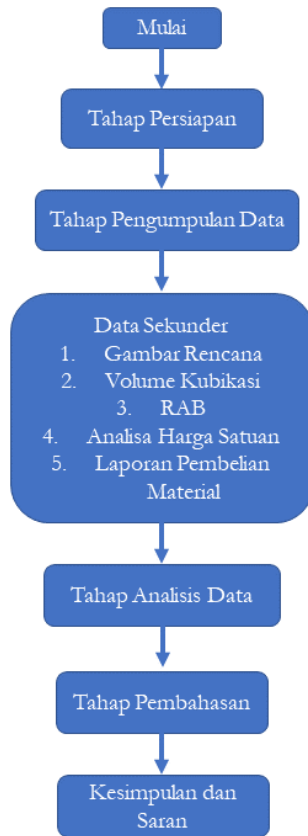 Mulai
Tahap Persiapan
Tahap Pengumpulan Data
Data Sekunder
1. Gambar Rencana
2. Volume Kubikasi
3. RAB
4. Analisa Harga Satuan
5. Laporan Pembelian
Material
Tahap Analisis Data
Tahap Pembahasan
Kesimpulan dan
Saran